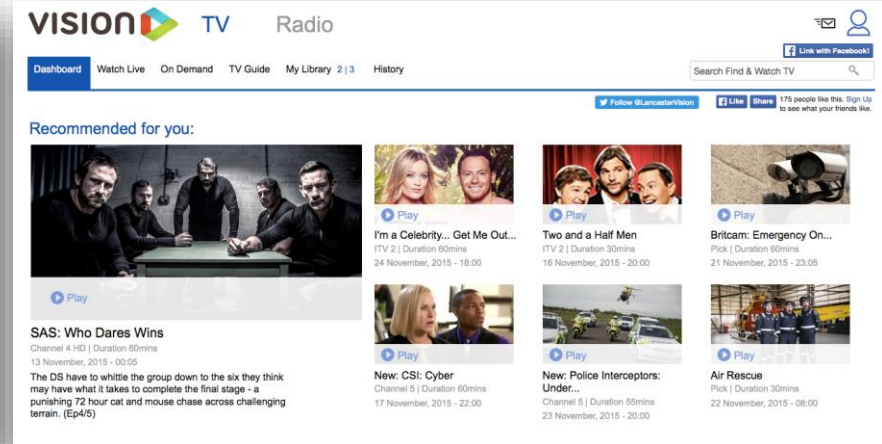 VISION TV Radio
Link with Facebook!
Dashboard Watch Live On Demand TV Guide My Library 2 | 3 History
Search Find & Watch TV
Follow @LancasterVision Like Share 175 people like this. Sign Up
to see what your friends like.
Recommended for you:
Play
SAS: Who Dares Wins
Channel 4 HD | Duration 60mins
13 November, 2015 - 00:05
The DS have to whittle the group down to the six they think
may have what it takes to complete the final stage - a
punishing 72 hour cat and mouse chase across challenging
terrain. (Ep4/5)
Play
I'm a Celebrity... Get Me Out...
ITV 2 | Duration 60mins
24 November, 2015 - 18:00
Play
Two and a Half Men
ITV 2 | Duration 30mins
16 November, 2015 - 20:00
Play
Britcam: Emergency On...
Pick | Duration 60mins
21 November, 2015 - 23:05
Play
New: CSI: Cyber
Channel 5 | Duration 60mins
17 November, 2015 - 22:00
Play
New: Police Interceptors:
Under...
Channel 5 | Duration 55mins
23 November, 2015 - 20:00
Play
Air Rescue
Pick | Duration 30mins
22 November, 2015 - 08:00